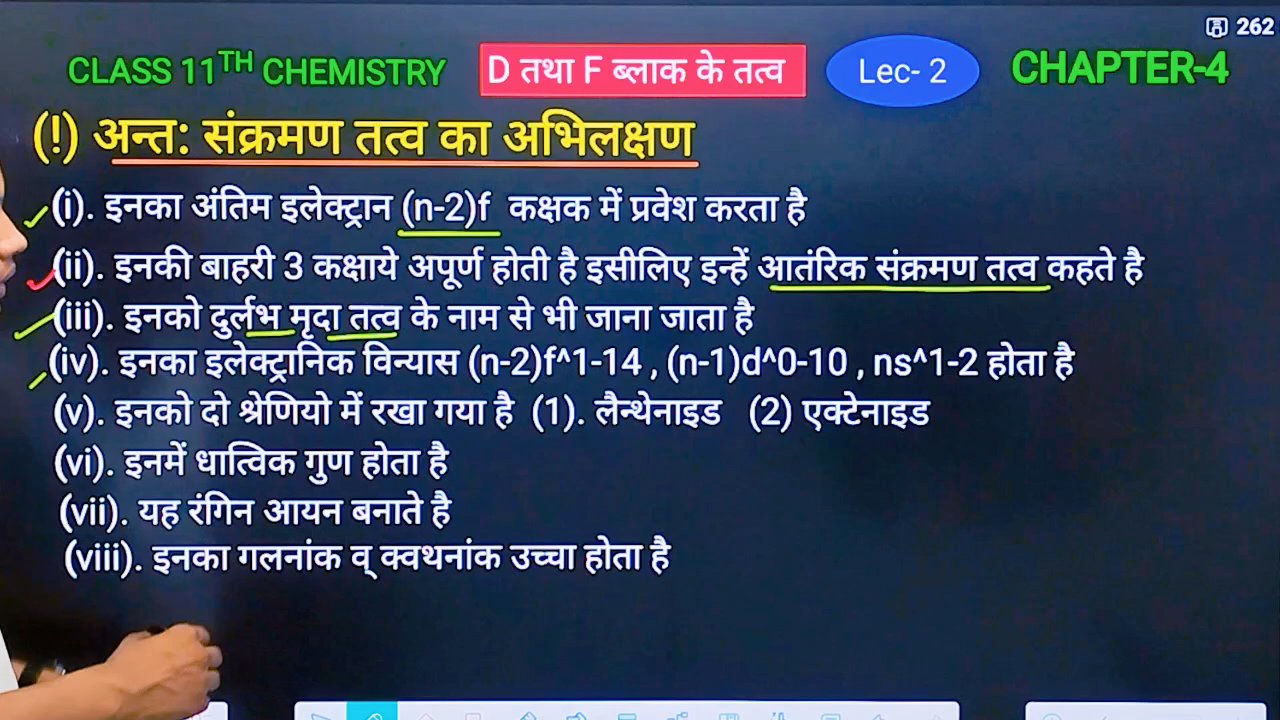 262
CLASS 11TH CHEMISTRY D तथा F ब्लाक के तत्व Lec- 2 CHAPTER-4
(!) अन्त: संक्रमण तत्व का अभिलक्षण
(i). इनका अंतिम इलेक्ट्रान (n-2)f कक्षक में प्रवेश करता है
(ii). इनकी बाहरी 3 कक्षाये अपूर्ण होती है इसीलिए इन्हें आतंरिक संक्रमण तत्व कहते है
(iii). इनको दुर्लभ मृदा तत्व के नाम से भी जाना जाता है
(iv). इनका इलेक्ट्रानिक विन्यास (n-2)f^1-14 , (n-1)d^0-10 , ns^1-2 होता है
(v). इनको दो श्रेणियो में रखा गया है (1). लैन्थेनाइड (2) एक्टेनाइड
(vi). इनमें धात्विक गुण होता है
(vii). यह रंगिन आयन बनाते है
(viii). इनका गलनांक व् क्वथनांक उच्चा होता है